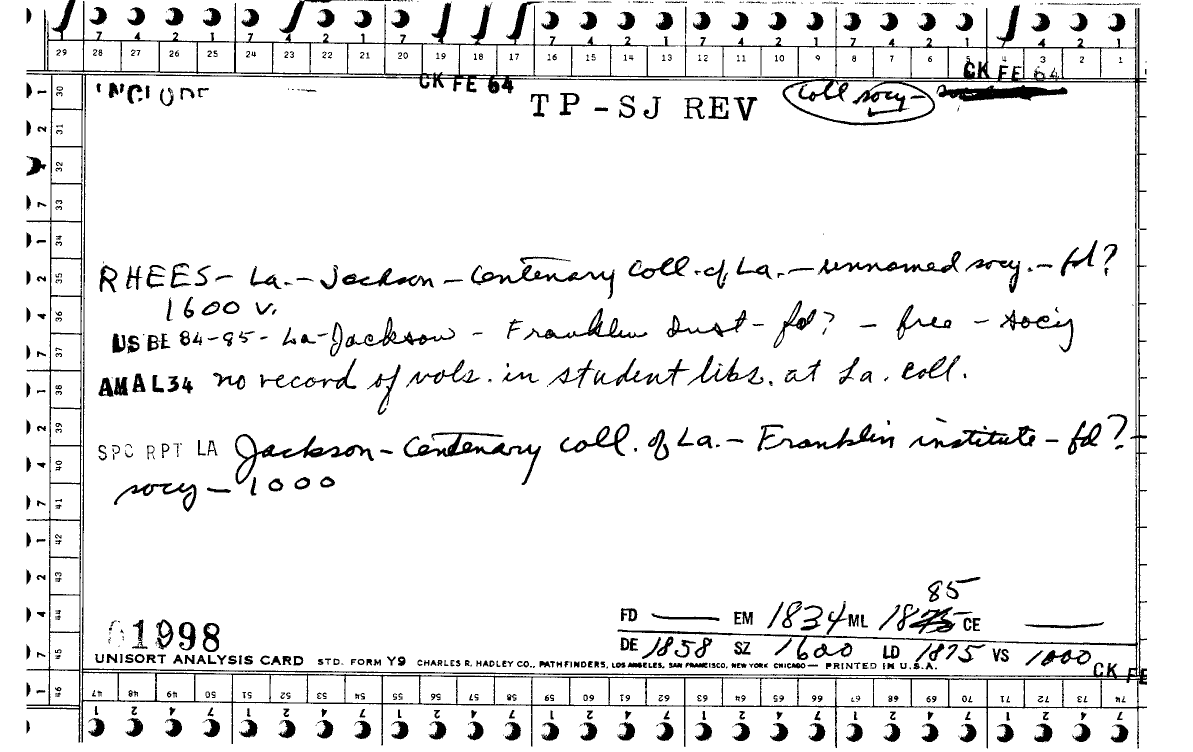 7 4 2 1 7 4 2 1 7 4 2 1 7 4 2 1 7 4 2 1 7 4 2 1 7 4 2 1
29 28 27 26 25 24 23 22 21 20 19 18 17 16 15 14 13 12 11 10 9 8 7 6 5 4 3 2 1
CK FE 64 CK FE 64
INCLUDE TP-SJ REV coll socy-
RHEES- La.- Jackson - Centenary Coll. of La. - unnamed socy. - fd?
1600 v.
US BE 84-85- La-Jackson - Franklin Inst - fd? - free - socy
AMAL34 no record of vols. in student libs. at La. Coll.
SPC RPT LA Jackson - Centenary coll. of La. - Franklin institute - fd? -
socy - 1000
85
FD — EM 1834 ML 1875 CE —
01998 DE 1858 SZ 1600 LD 1875 VS 1000
UNISORT ANALYSIS CARD STD. FORM Y9 CHARLES R. HADLEY CO., PATHFINDERS, LOS ANGELES, SAN FRANCISCO, NEW YORK CHICAGO — PRINTED IN U.S.A.
CK FE
30 31 32 33 34 35 36 37 38 39 40 41 42 43 44 45 46
47 48 49 50 51 52 53 54 55 56 57 58 59 60 61 62 63 64 65 66 67 68 69 70 71 72 73 74
1 2 4 7 1 2 4 7 1 2 4 7 1 2 4 7 1 2 4 7 1 2 4 7 1 2 4 7